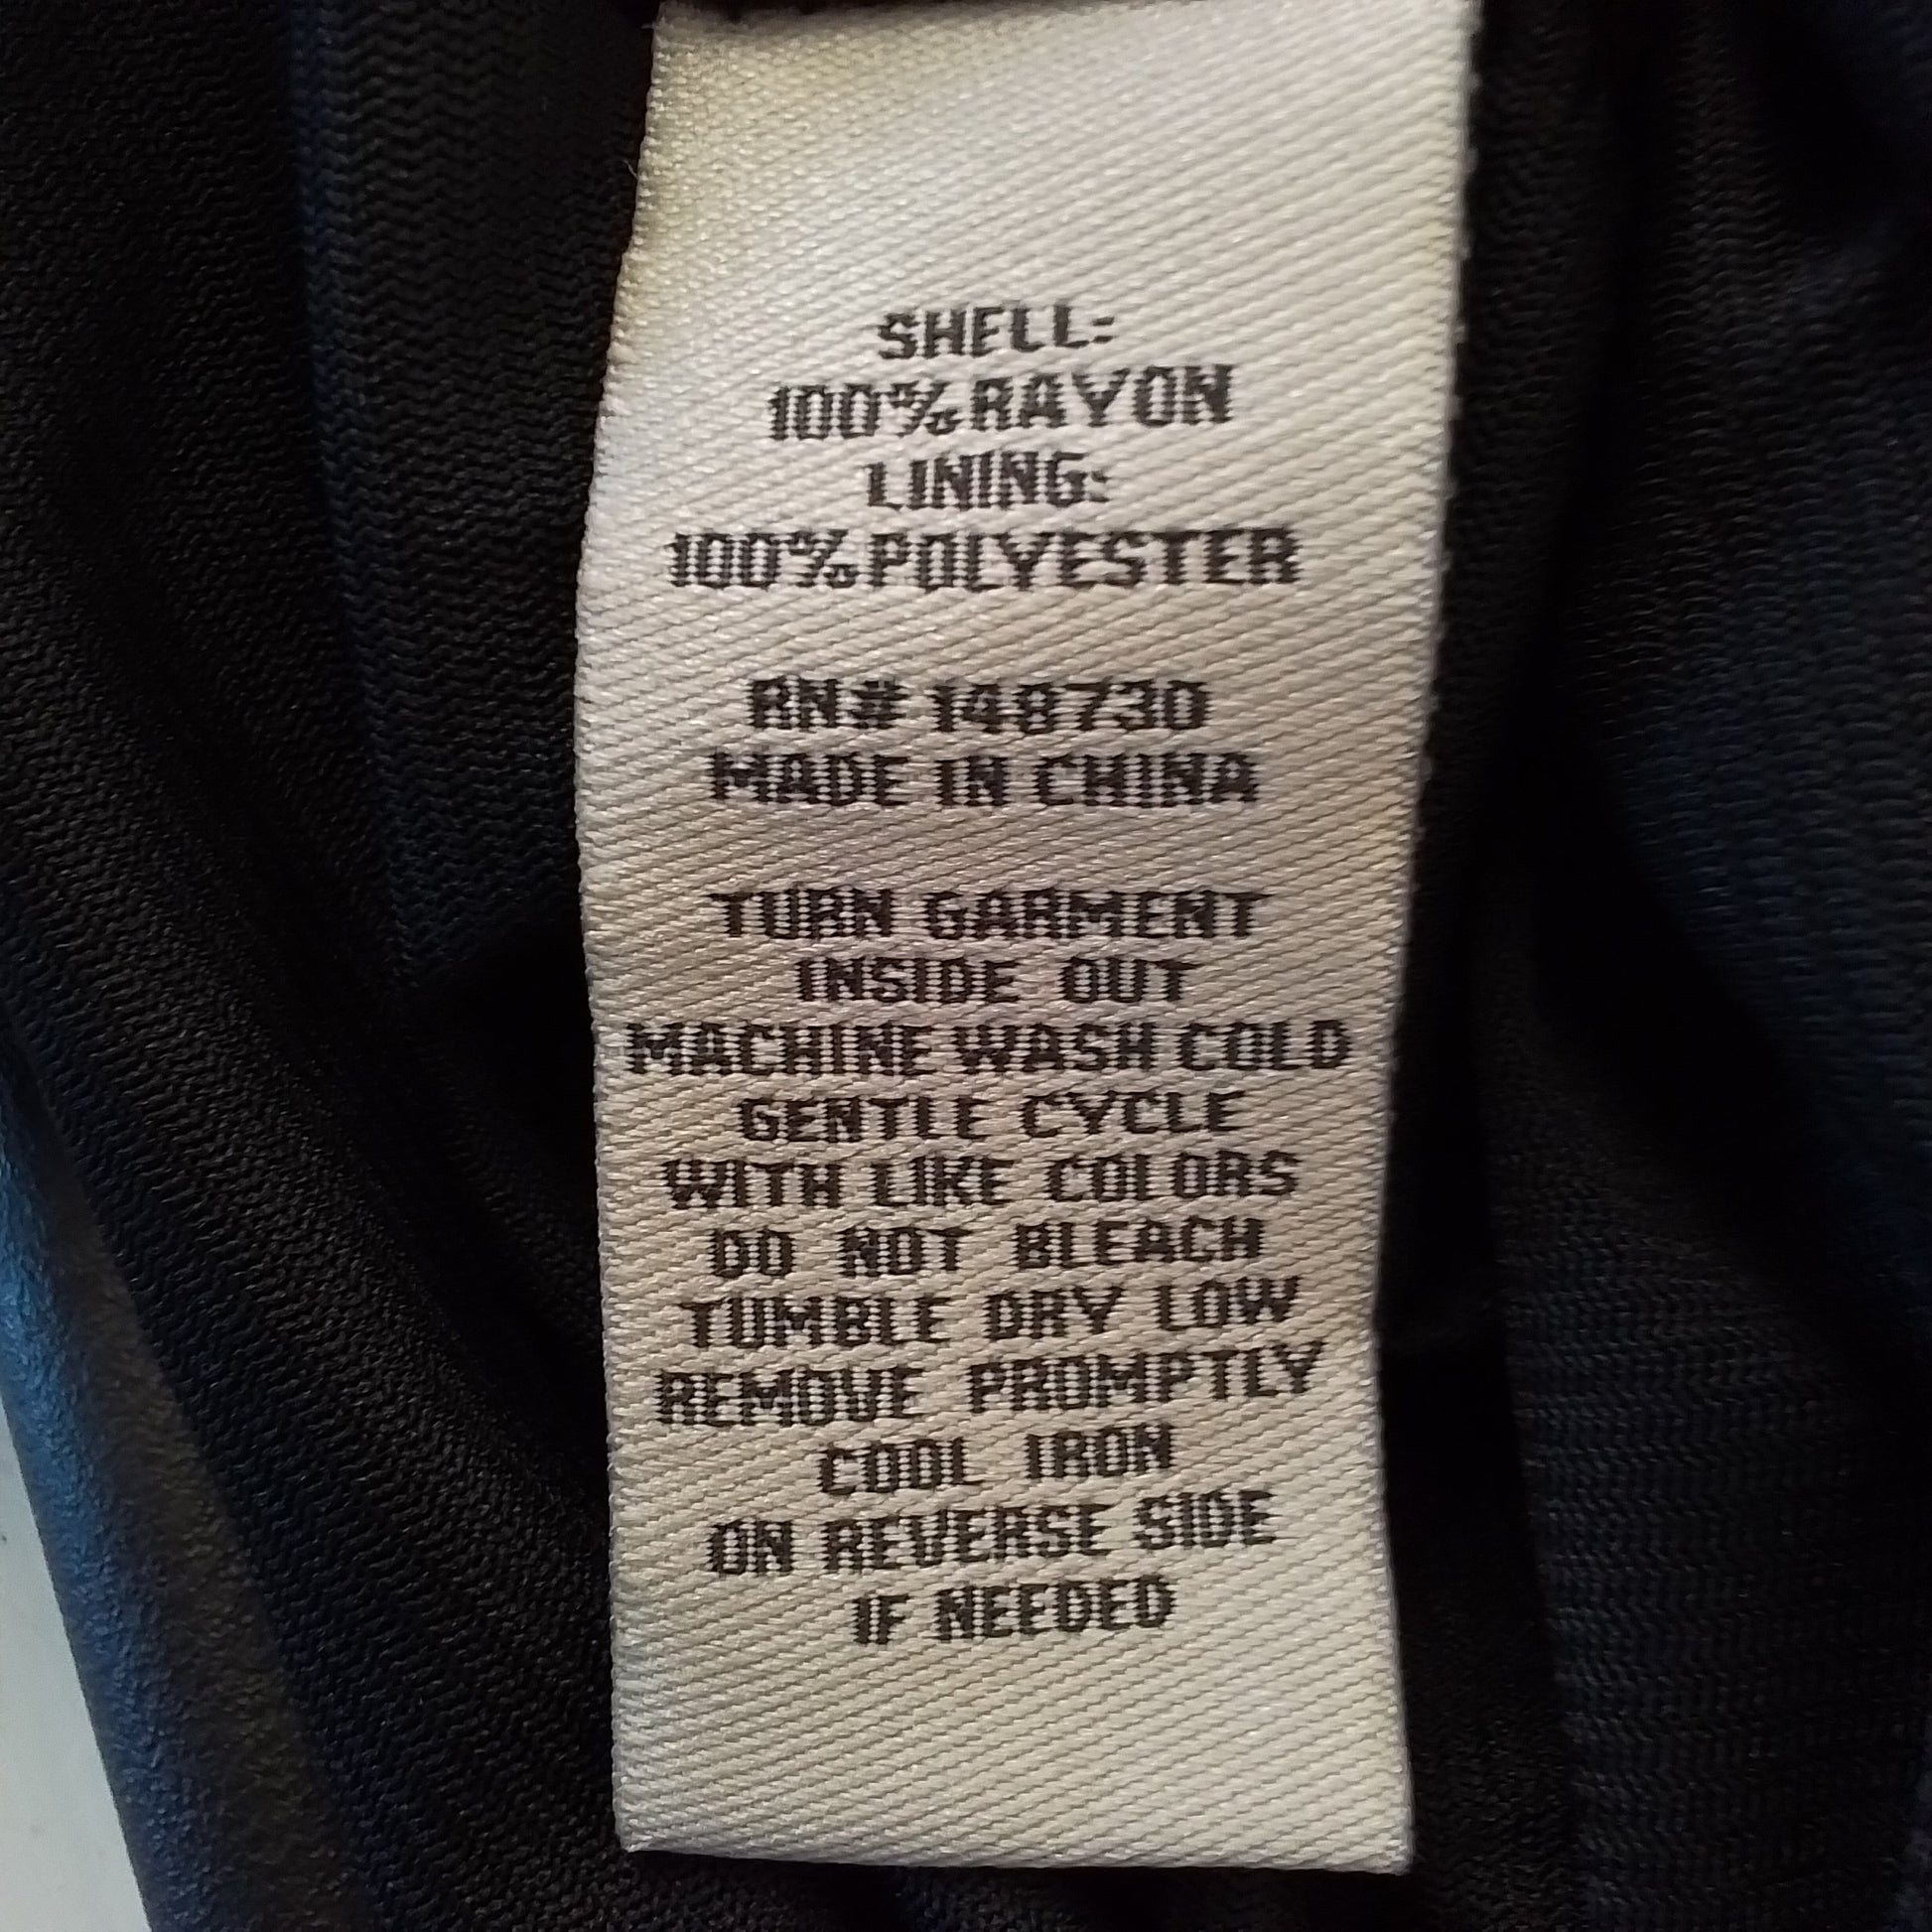 SHELL:
100% RAYON
LINING:
100% POLYESTER
RN# 148730
MADE IN CHINA
TURN GARMENT
INSIDE OUT
MACHINE WASH COLD
GENTLE CYCLE
WITH LIKE COLORS
DO NOT BLEACH
TUMBLE DRY LOW
REMOVE PROMPTLY
COOL IRON
ON REVERSE SIDE
IF NEEDED